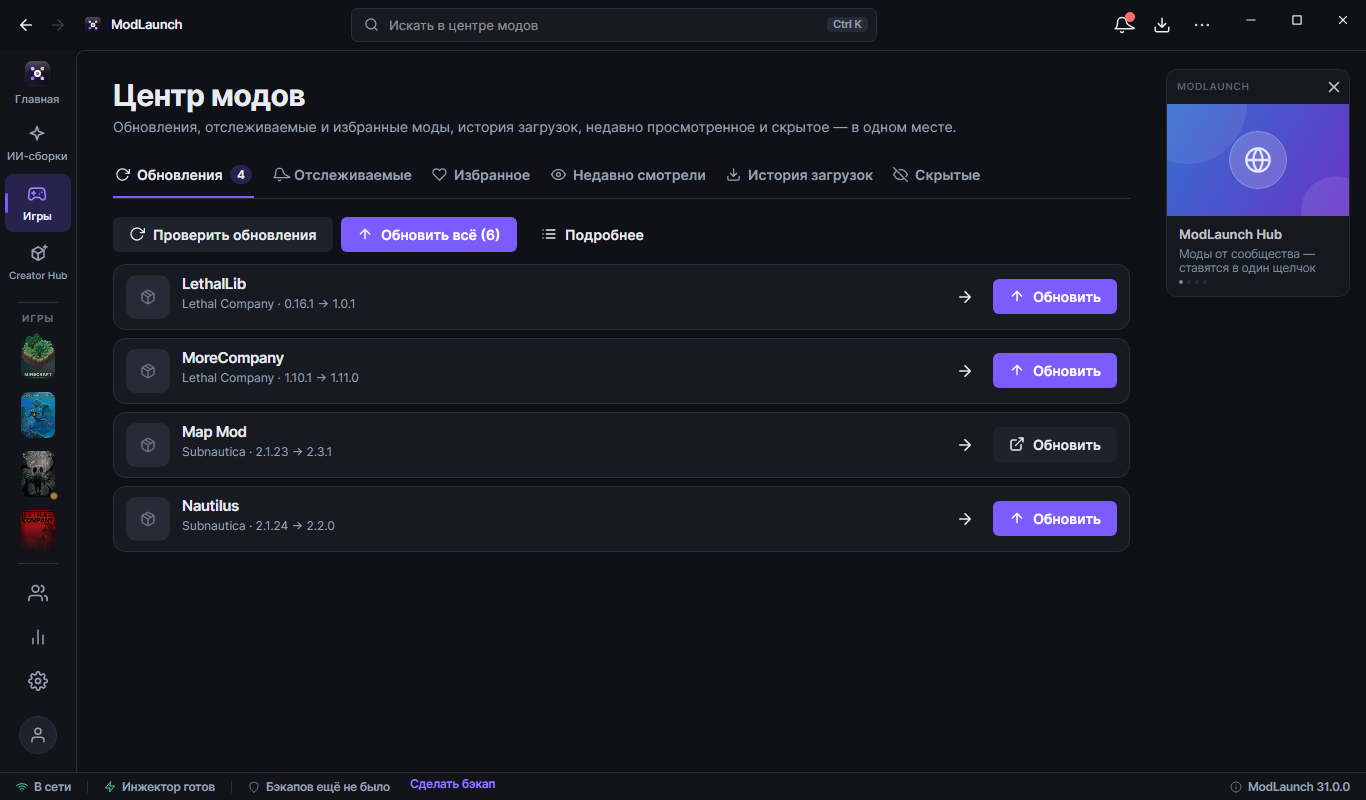 ModLaunch
Искать в центре модов
Ctrl K
Главная
ИИ-сборки
Игры
Creator Hub
ИГРЫ
MINECRAFT
LETHAL
COMPANY
Центр модов
Обновления, отслеживаемые и избранные моды, история загрузок, недавно просмотренное и скрытое — в одном месте.
Обновления 4
Отслеживаемые
Избранное
Недавно смотрели
История загрузок
Скрытые
Проверить обновления
Обновить всё (6)
Подробнее
LethalLib
Lethal Company · 0.16.1 → 1.0.1
Обновить
MoreCompany
Lethal Company · 1.10.1 → 1.11.0
Обновить
Map Mod
Subnautica · 2.1.23 → 2.3.1
Обновить
Nautilus
Subnautica · 2.1.24 → 2.2.0
Обновить
MODLAUNCH
ModLaunch Hub
Моды от сообщества —
ставятся в один щелчок
В сети
Инжектор готов
Бэкапов ещё не было
Сделать бэкап
ModLaunch 31.0.0